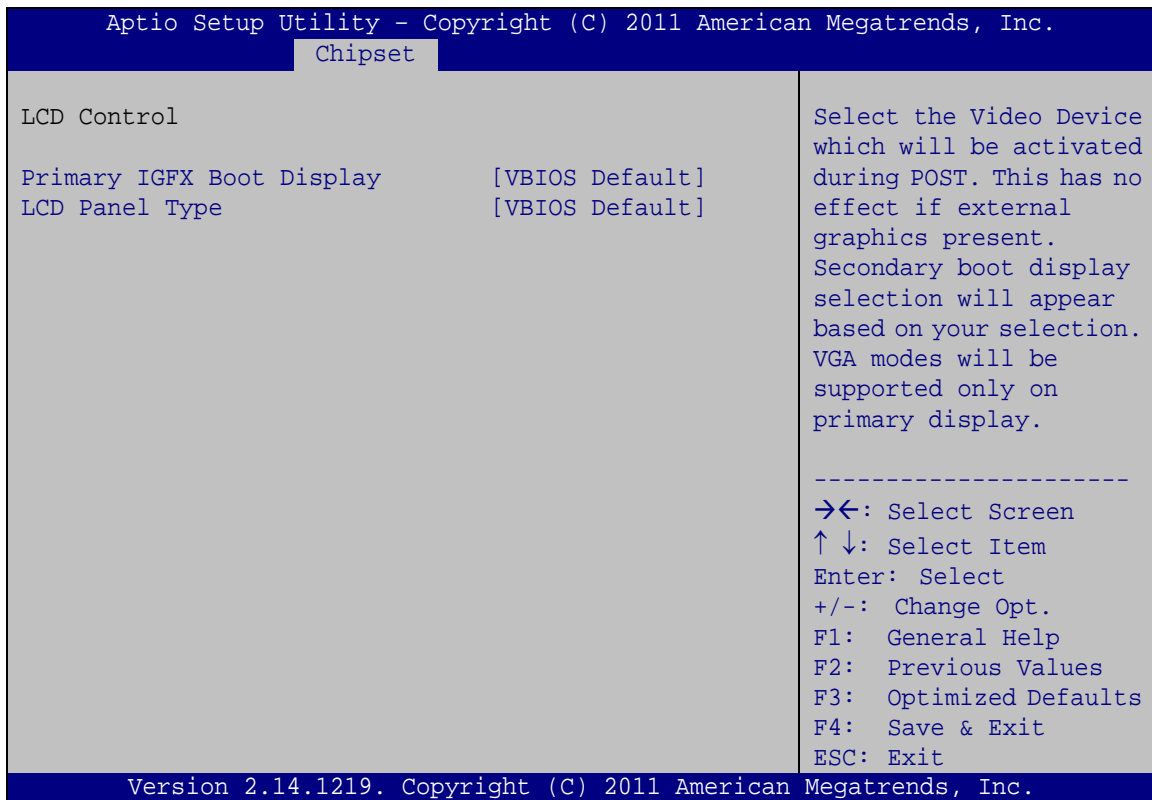 Aptio Setup Utility – Copyright (C) 2011 American Megatrends, Inc.
Chipset
LCD Control
Primary IGFX Boot Display [VBIOS Default]
LCD Panel Type [VBIOS Default]
Select the Video Device
which will be activated
during POST. This has no
effect if external
graphics present.
Secondary boot display
selection will appear
based on your selection.
VGA modes will be
supported only on
primary display.
----------------------
→←: Select Screen
↑ ↓: Select Item
Enter: Select
+/-: Change Opt.
F1: General Help
F2: Previous Values
F3: Optimized Defaults
F4: Save & Exit
ESC: Exit
Version 2.14.1219. Copyright (C) 2011 American Megatrends, Inc.